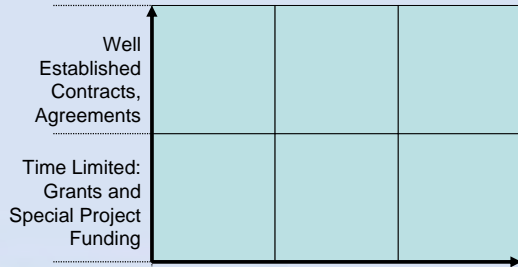 Well
Established
Contracts,
Agreements
Time Limited:
Grants and
Special Project
Funding